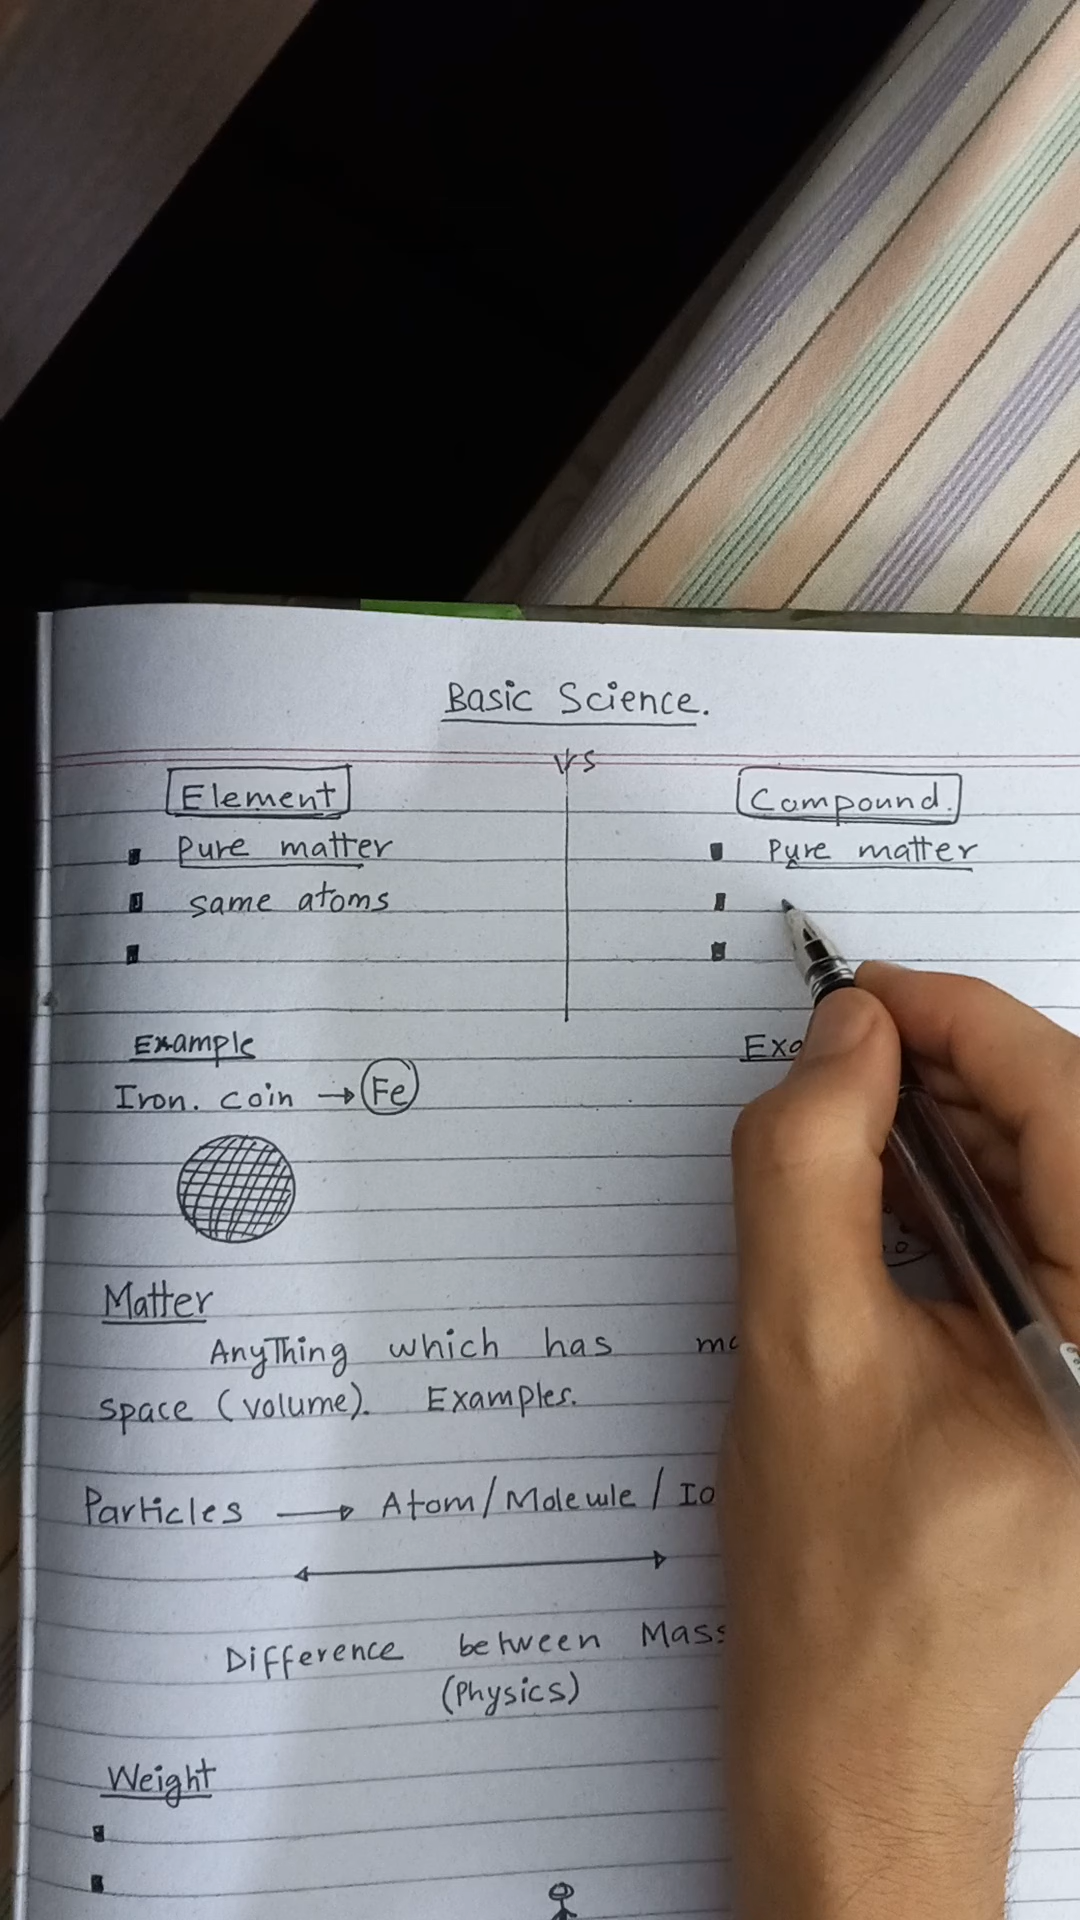 Basic Science.
vs
Element
Pure matter
same atoms
Example
Iron. coin → Fe
Compound.
Pure matter
Matter
AnyThing which has
space (volume). Examples.
Particles → Atom/Molecule/
Difference between Mass
(Physics)
Weight